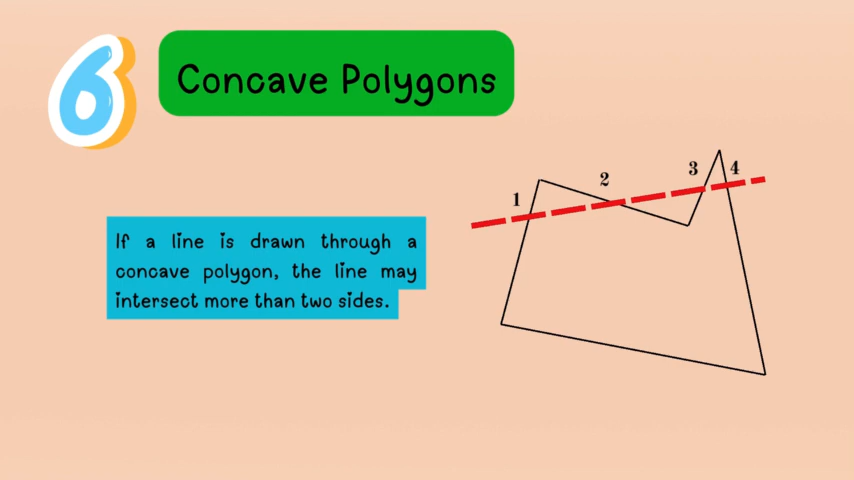 6
Concave Polygons
If a line is drawn through a
concave polygon, the line may
intersect more than two sides.
1
2
3
4